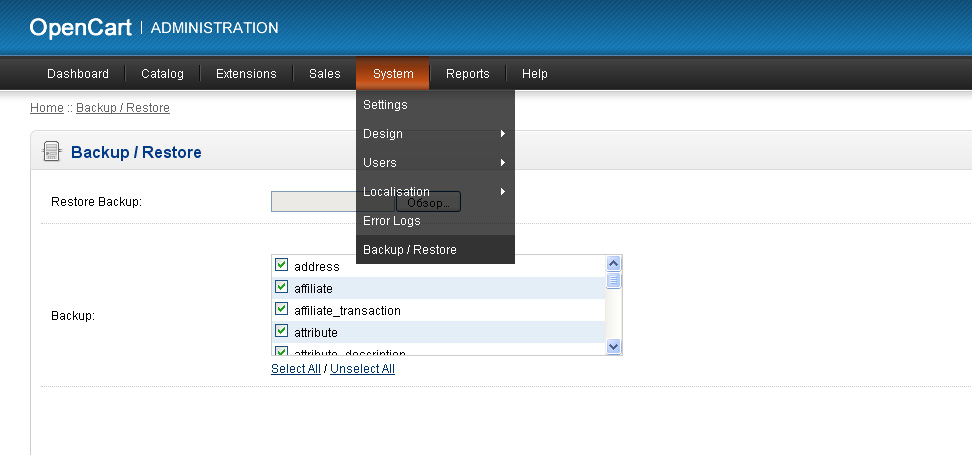 OpenCart | ADMINISTRATION
Dashboard Catalog Extensions Sales System Reports Help
Home :: Backup / Restore
Settings
Design
Users
Localisation
Error Logs
Backup / Restore
Backup / Restore
Restore Backup:
Обзор...
Backup:
address
affiliate
affiliate_transaction
attribute
attribute_description
Select All / Unselect All